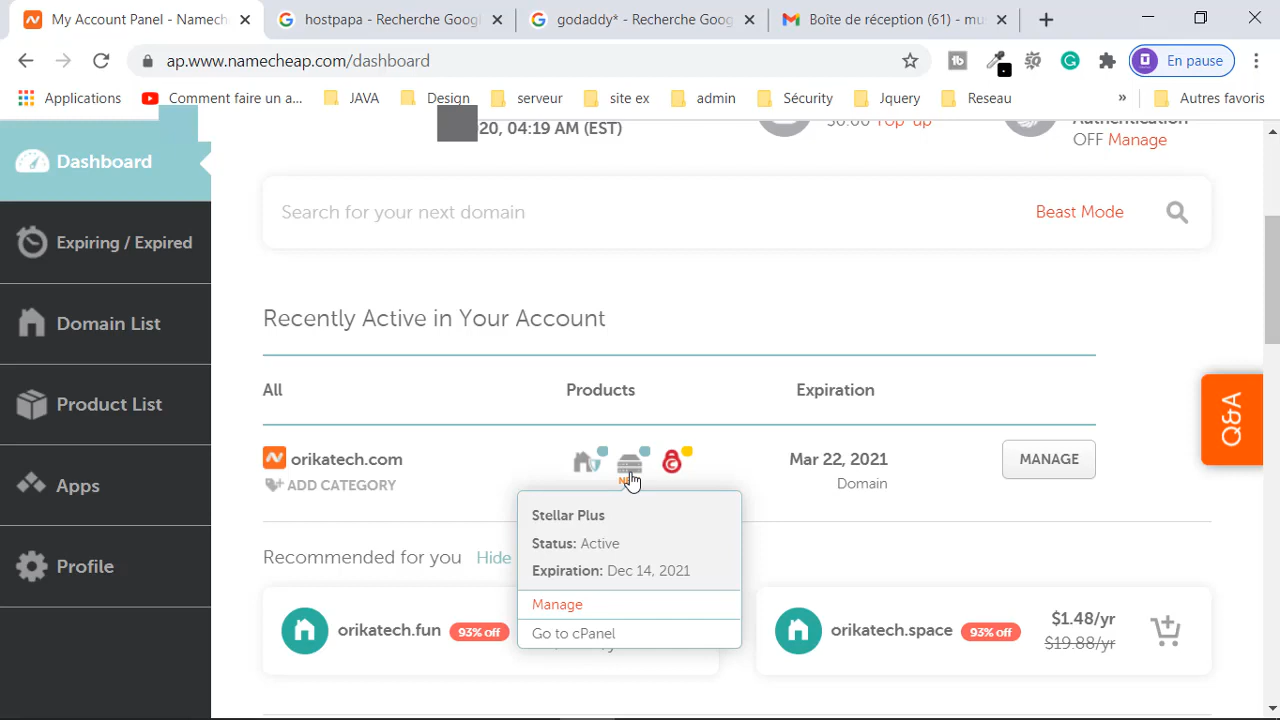 My Account Panel - Namech
hostpapa - Recherche Googl
godaddy* - Recherche Goog
Boîte de réception (61) - mu
ap.www.namecheap.com/dashboard
En pause
Applications
Comment faire un a...
JAVA
Design
serveur
site ex
admin
Sécurity
Jquery
Reseau
»
Autres favoris
20, 04:19 AM (EST)
$0.00 Top-up
Authentication
OFF Manage
Dashboard
Expiring / Expired
Domain List
Product List
Apps
Profile
Search for your next domain
Beast Mode
Recently Active in Your Account
All
Products
Expiration
orikatech.com
ADD CATEGORY
Mar 22, 2021
Domain
MANAGE
Q&A
Stellar Plus
Status: Active
Expiration: Dec 14, 2021
Manage
Go to cPanel
Recommended for you Hide
orikatech.fun 93% off
orikatech.space 93% off
$1.48/yr
$19.88/yr